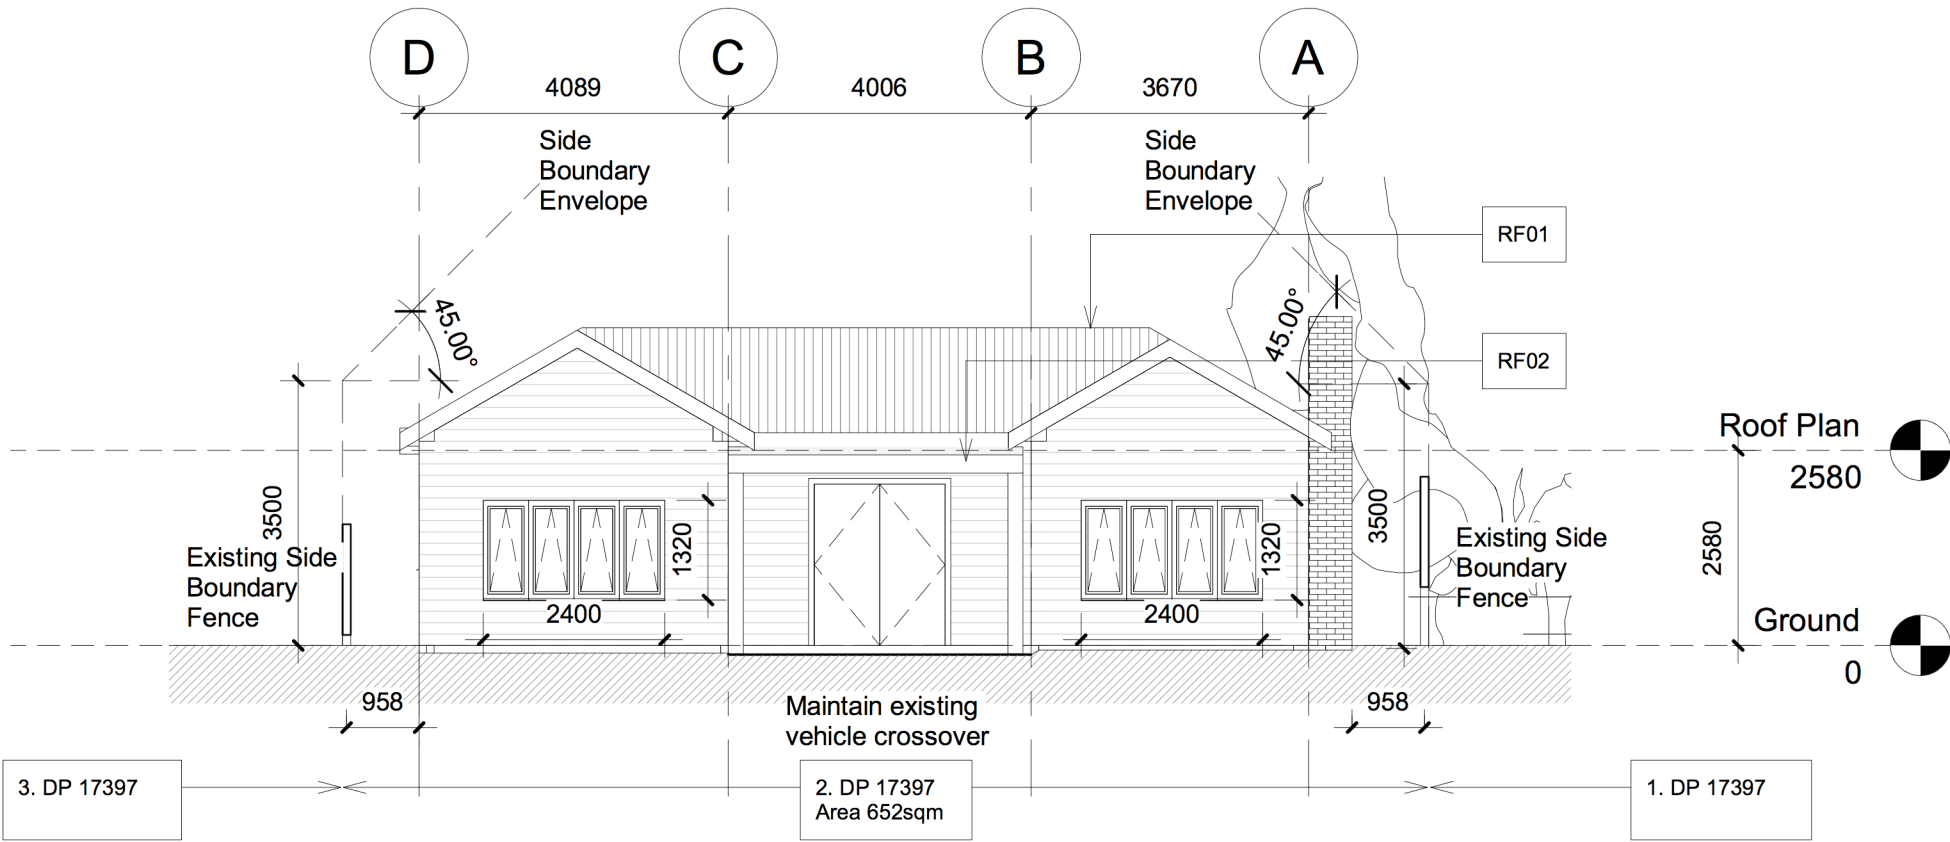 D
C
B
A
4089
4006
3670
Side
Boundary
Envelope
Side
Boundary
Envelope
RF01
45.00°
45.00°
RF02
Roof Plan
2580
3500
1320
1320
3500
2580
Existing Side
Boundary
Fence
Existing Side
Boundary
Fence
2400
2400
Ground
0
958
Maintain existing
vehicle crossover
958
3. DP 17397
2. DP 17397
Area 652sqm
1. DP 17397